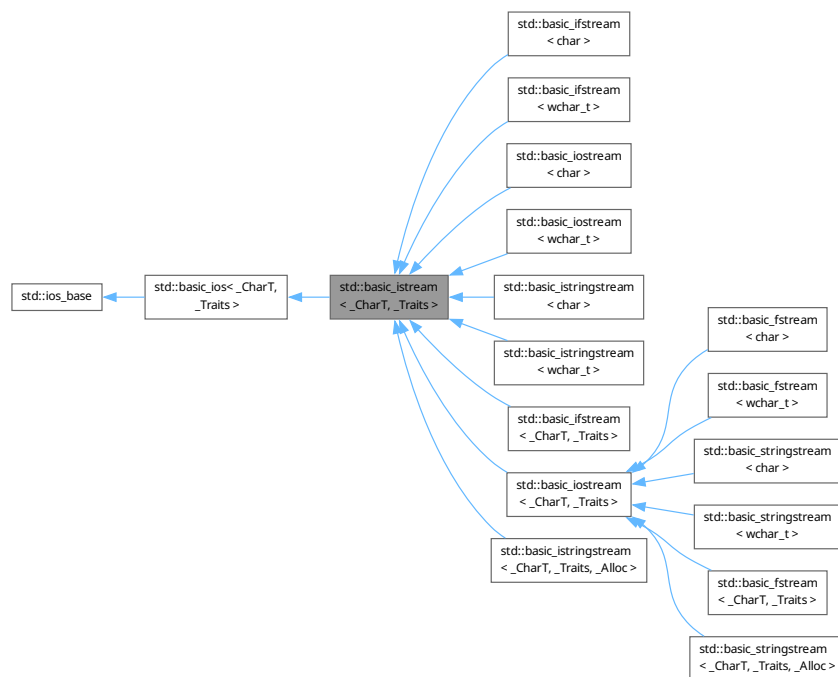 std::basic_ifstream
< char >
std::basic_ifstream
< wchar_t >
std::basic_iostream
< char >
std::basic_iostream
< wchar_t >
std::ios_base
std::basic_ios< _CharT,
_Traits >
std::basic_istream
< _CharT, _Traits >
std::basic_istringstream
< char >
std::basic_istringstream
< wchar_t >
std::basic_ifstream
< _CharT, _Traits >
std::basic_iostream
< _CharT, _Traits >
std::basic_istringstream
< _CharT, _Traits, _Alloc >
std::basic_fstream
< char >
std::basic_fstream
< wchar_t >
std::basic_stringstream
< char >
std::basic_stringstream
< wchar_t >
std::basic_fstream
< _CharT, _Traits >
std::basic_stringstream
< _CharT, _Traits, _Alloc >